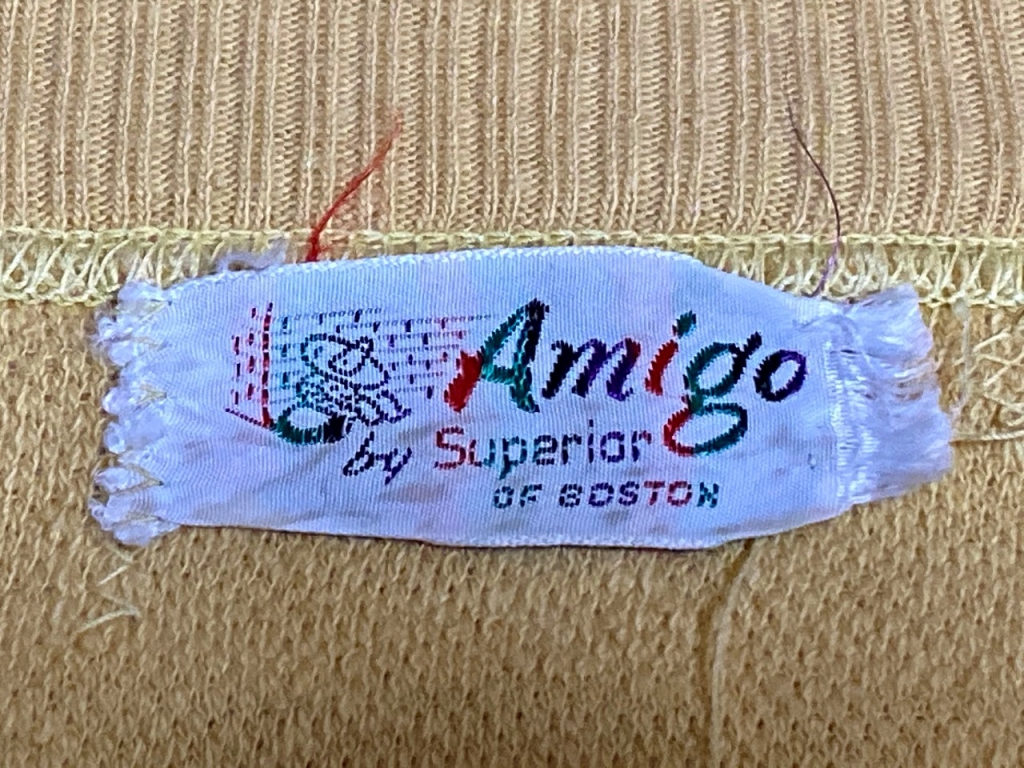 Amigo
by Superior
OF BOSTON